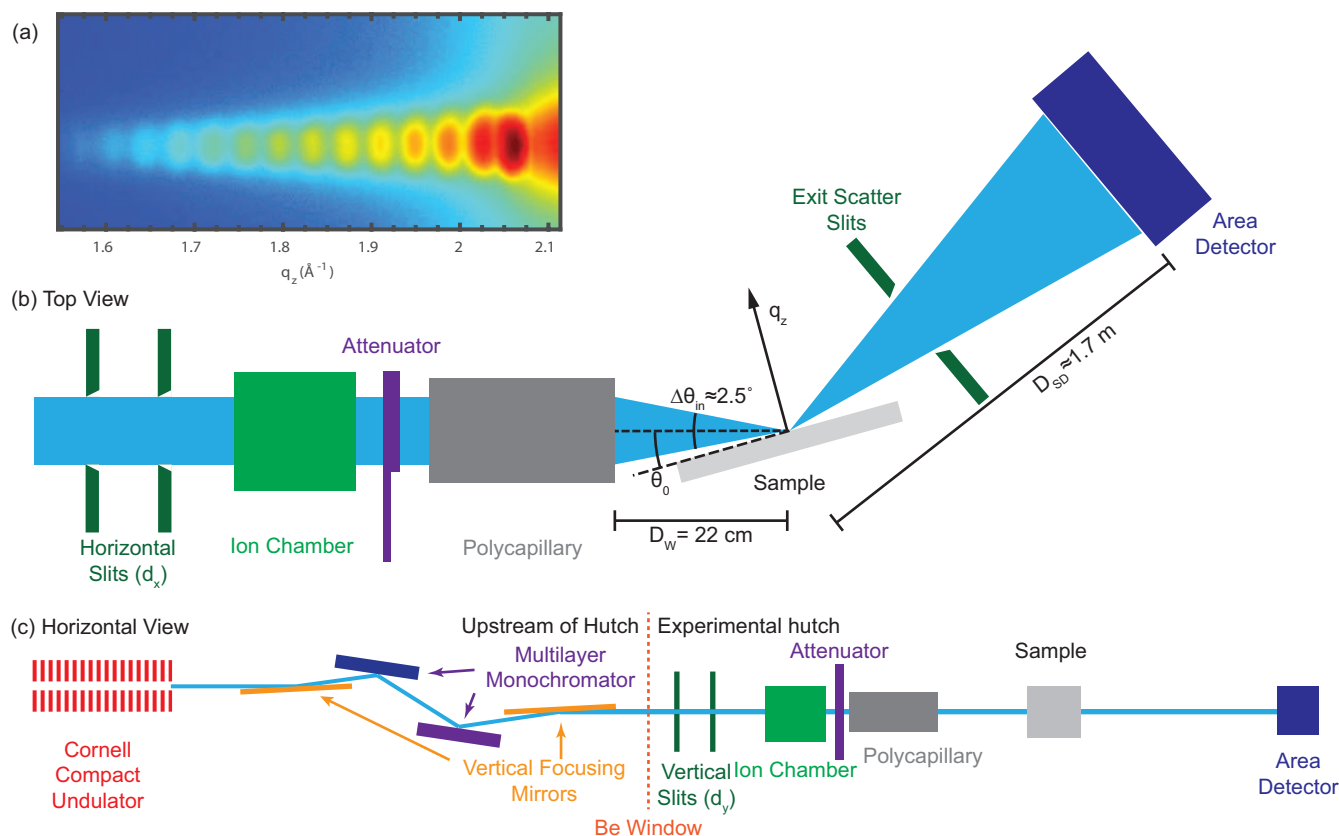 (a)
1.6 1.7 1.8 1.9 2 2.1
q_z (Å⁻¹)
(b) Top View
Attenuator
Ion Chamber
Polycapillary
Horizontal
Slits (d_x)
Δθ_in≈2.5°
θ_0
D_W = 22 cm
q_z
Sample
Exit Scatter
Slits
Area
Detector
D_SD≈1.7 m
(c) Horizontal View
Upstream of Hutch
Experimental hutch
Multilayer
Monochromator
Attenuator
Sample
Cornell
Compact
Undulator
Vertical Focusing
Mirrors
Be Window
Vertical
Slits (d_y)
Ion Chamber
Polycapillary
Area
Detector